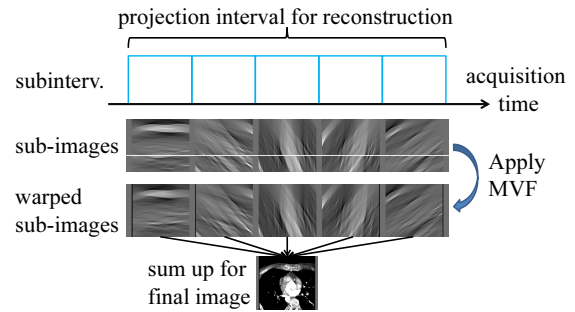 projection interval for reconstruction
subinterv.
acquisition
time
sub-images
Apply
MVF
warped
sub-images
sum up for
final image